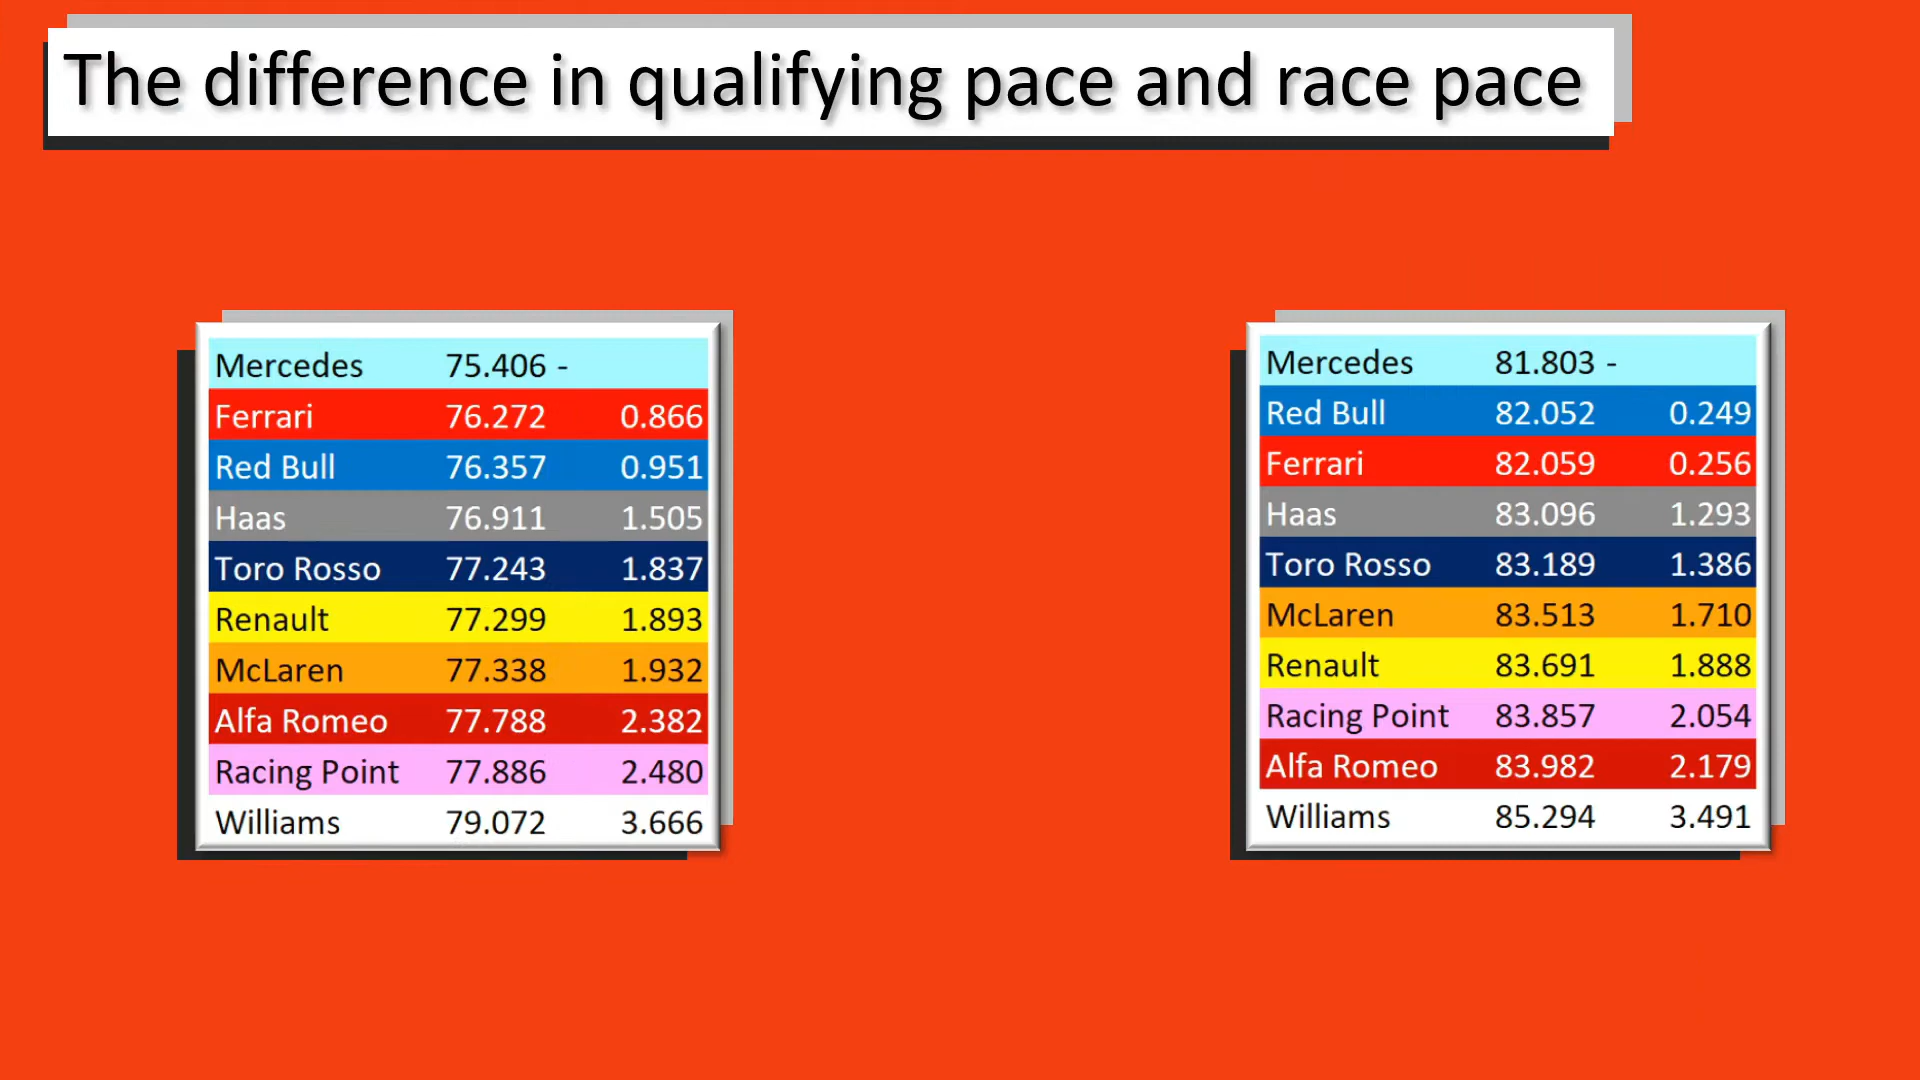 The difference in qualifying pace and race pace
Mercedes 75.406 -
Ferrari 76.272 0.866
Red Bull 76.357 0.951
Haas 76.911 1.505
Toro Rosso 77.243 1.837
Renault 77.299 1.893
McLaren 77.338 1.932
Alfa Romeo 77.788 2.382
Racing Point 77.886 2.480
Williams 79.072 3.666
Mercedes 81.803 -
Red Bull 82.052 0.249
Ferrari 82.059 0.256
Haas 83.096 1.293
Toro Rosso 83.189 1.386
McLaren 83.513 1.710
Renault 83.691 1.888
Racing Point 83.857 2.054
Alfa Romeo 83.982 2.179
Williams 85.294 3.491